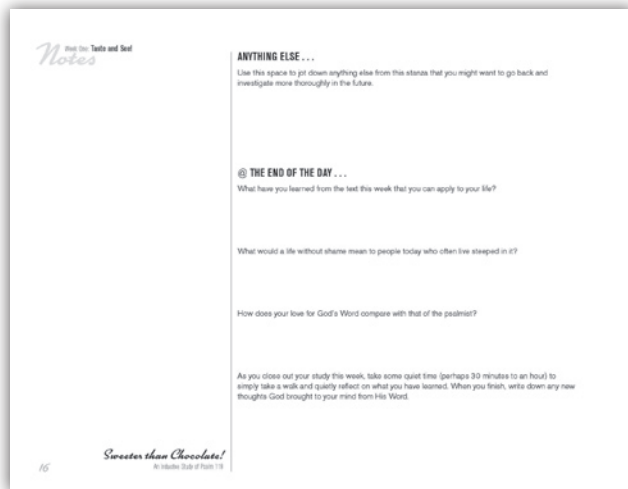 Week One: Taste and See!
Notes
ANYTHING ELSE . . .
Use this space to jot down anything else from this stanza that you might want to go back and
investigate more thoroughly in the future.
@ THE END OF THE DAY . . .
What have you learned from the text this week that you can apply to your life?
What would a life without shame mean to people today who often live steeped in it?
How does your love for God's Word compare with that of the psalmist?
As you close out your study this week, take some quiet time (perhaps 30 minutes to an hour) to
simply take a walk and quietly reflect on what you have learned. When you finish, write down any new
thoughts God brought to your mind from His Word.
Sweeter than Chocolate!
An Inductive Study of Psalm 119
16